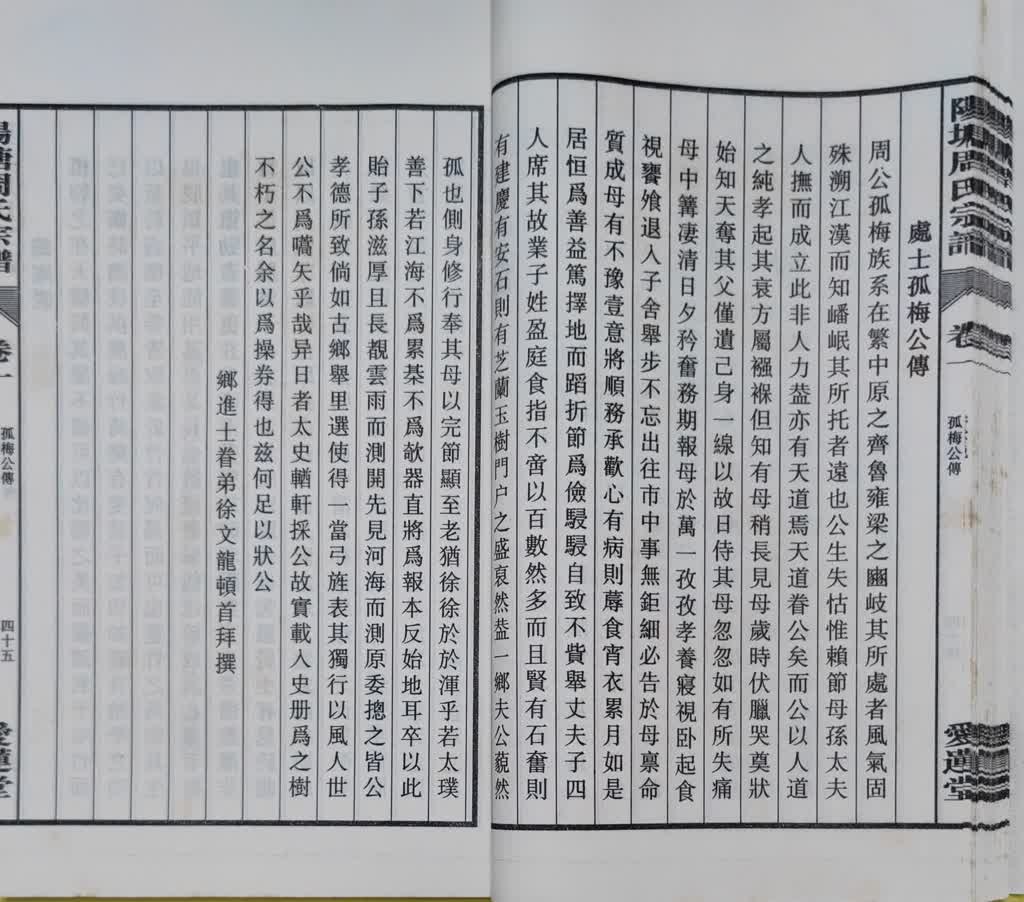 陽塘周氏宗譜
卷一
孤梅公傳
愛蓮堂
處士孤梅公傳
周公孤梅族系在繁中原之齊魯雍梁之豳岐其所處者風氣固
殊溯江漢而知嶓岷其所托者遠也公生失怙惟賴節母孫太夫
人撫而成立此非人力葢亦有天道焉天道眷公矣而公以人道
之純孝起其衰方屬襁褓但知有母稍長見母歲時伏臘哭奠狀
始知天奪其父僅遺己身一線以故日侍其母忽忽如有所失痛
母中篝凄清日夕矜奮務期報母於萬一孜孜孝養寢視卧起食
視饗飧退入子舍舉步不忘出往市中事無鉅細必告於母禀命
質成母有不豫壹意將順務承歡心有病則蓐食宵衣累月如是
居恒爲善益篤擇地而蹈折節爲儉駸駸自致不貲舉丈夫子四
人席其故業子姓盈庭食指不啻以百數然多而且賢有石奮則
有建慶有安石則有芝蘭玉樹門户之盛裒然葢一鄉夫公藐然
孤也側身修行奉其母以完節顯至老猶徐徐於於渾乎若太璞
善下若江海不爲累棊不爲欹器直將爲報本反始地耳卒以此
貽子孫滋厚且長覩雲雨而測開先見河海而測原委摠之皆公
孝德所致倘如古鄉舉里選使得一當弓旌表其獨行以風人世
公不爲嚆矢乎哉异日者太史輶軒採公故實載入史册爲之樹
不朽之名余以爲操券得也兹何足以狀公
鄉進士眷弟徐文龍頓首拜撰
陽塘周氏宗譜
卷一
孤梅公傳
四十五
愛蓮堂